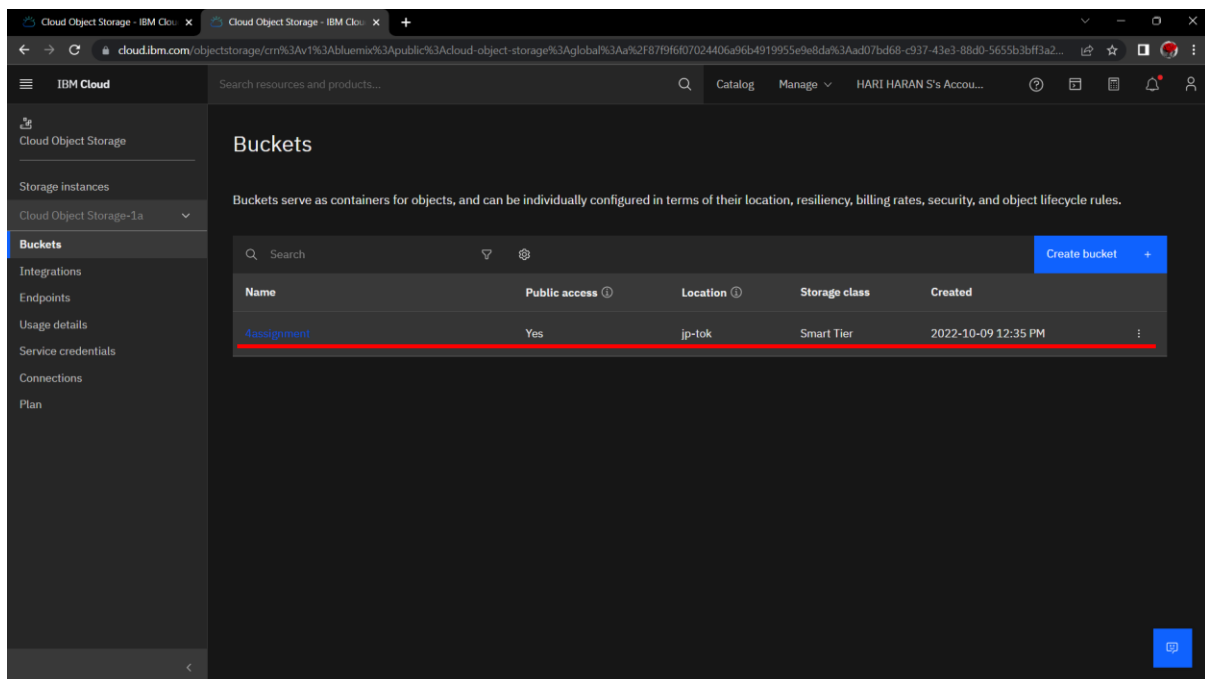 Cloud Object Storage - IBM Clou
Cloud Object Storage - IBM Clou
cloud.ibm.com/objectstorage/crn%3Av1%3Abluemix%3Apublic%3Acloud-object-storage%3Aglobal%3Aa%2F87f9f6f07024406a96b4919955e9e8da%3Aad07bd68-c937-43e3-88d0-5655b3bff3a2...
IBM Cloud
Search resources and products...
Catalog
Manage
HARI HARAN S's Accou...
Cloud Object Storage
Storage instances
Cloud Object Storage-1a
Buckets
Integrations
Endpoints
Usage details
Service credentials
Connections
Plan
Buckets
Buckets serve as containers for objects, and can be individually configured in terms of their location, resiliency, billing rates, security, and object lifecycle rules.
Search
Create bucket +
Name Public access Location Storage class Created
Yes jp-tok Smart Tier 2022-10-09 12:35 PM